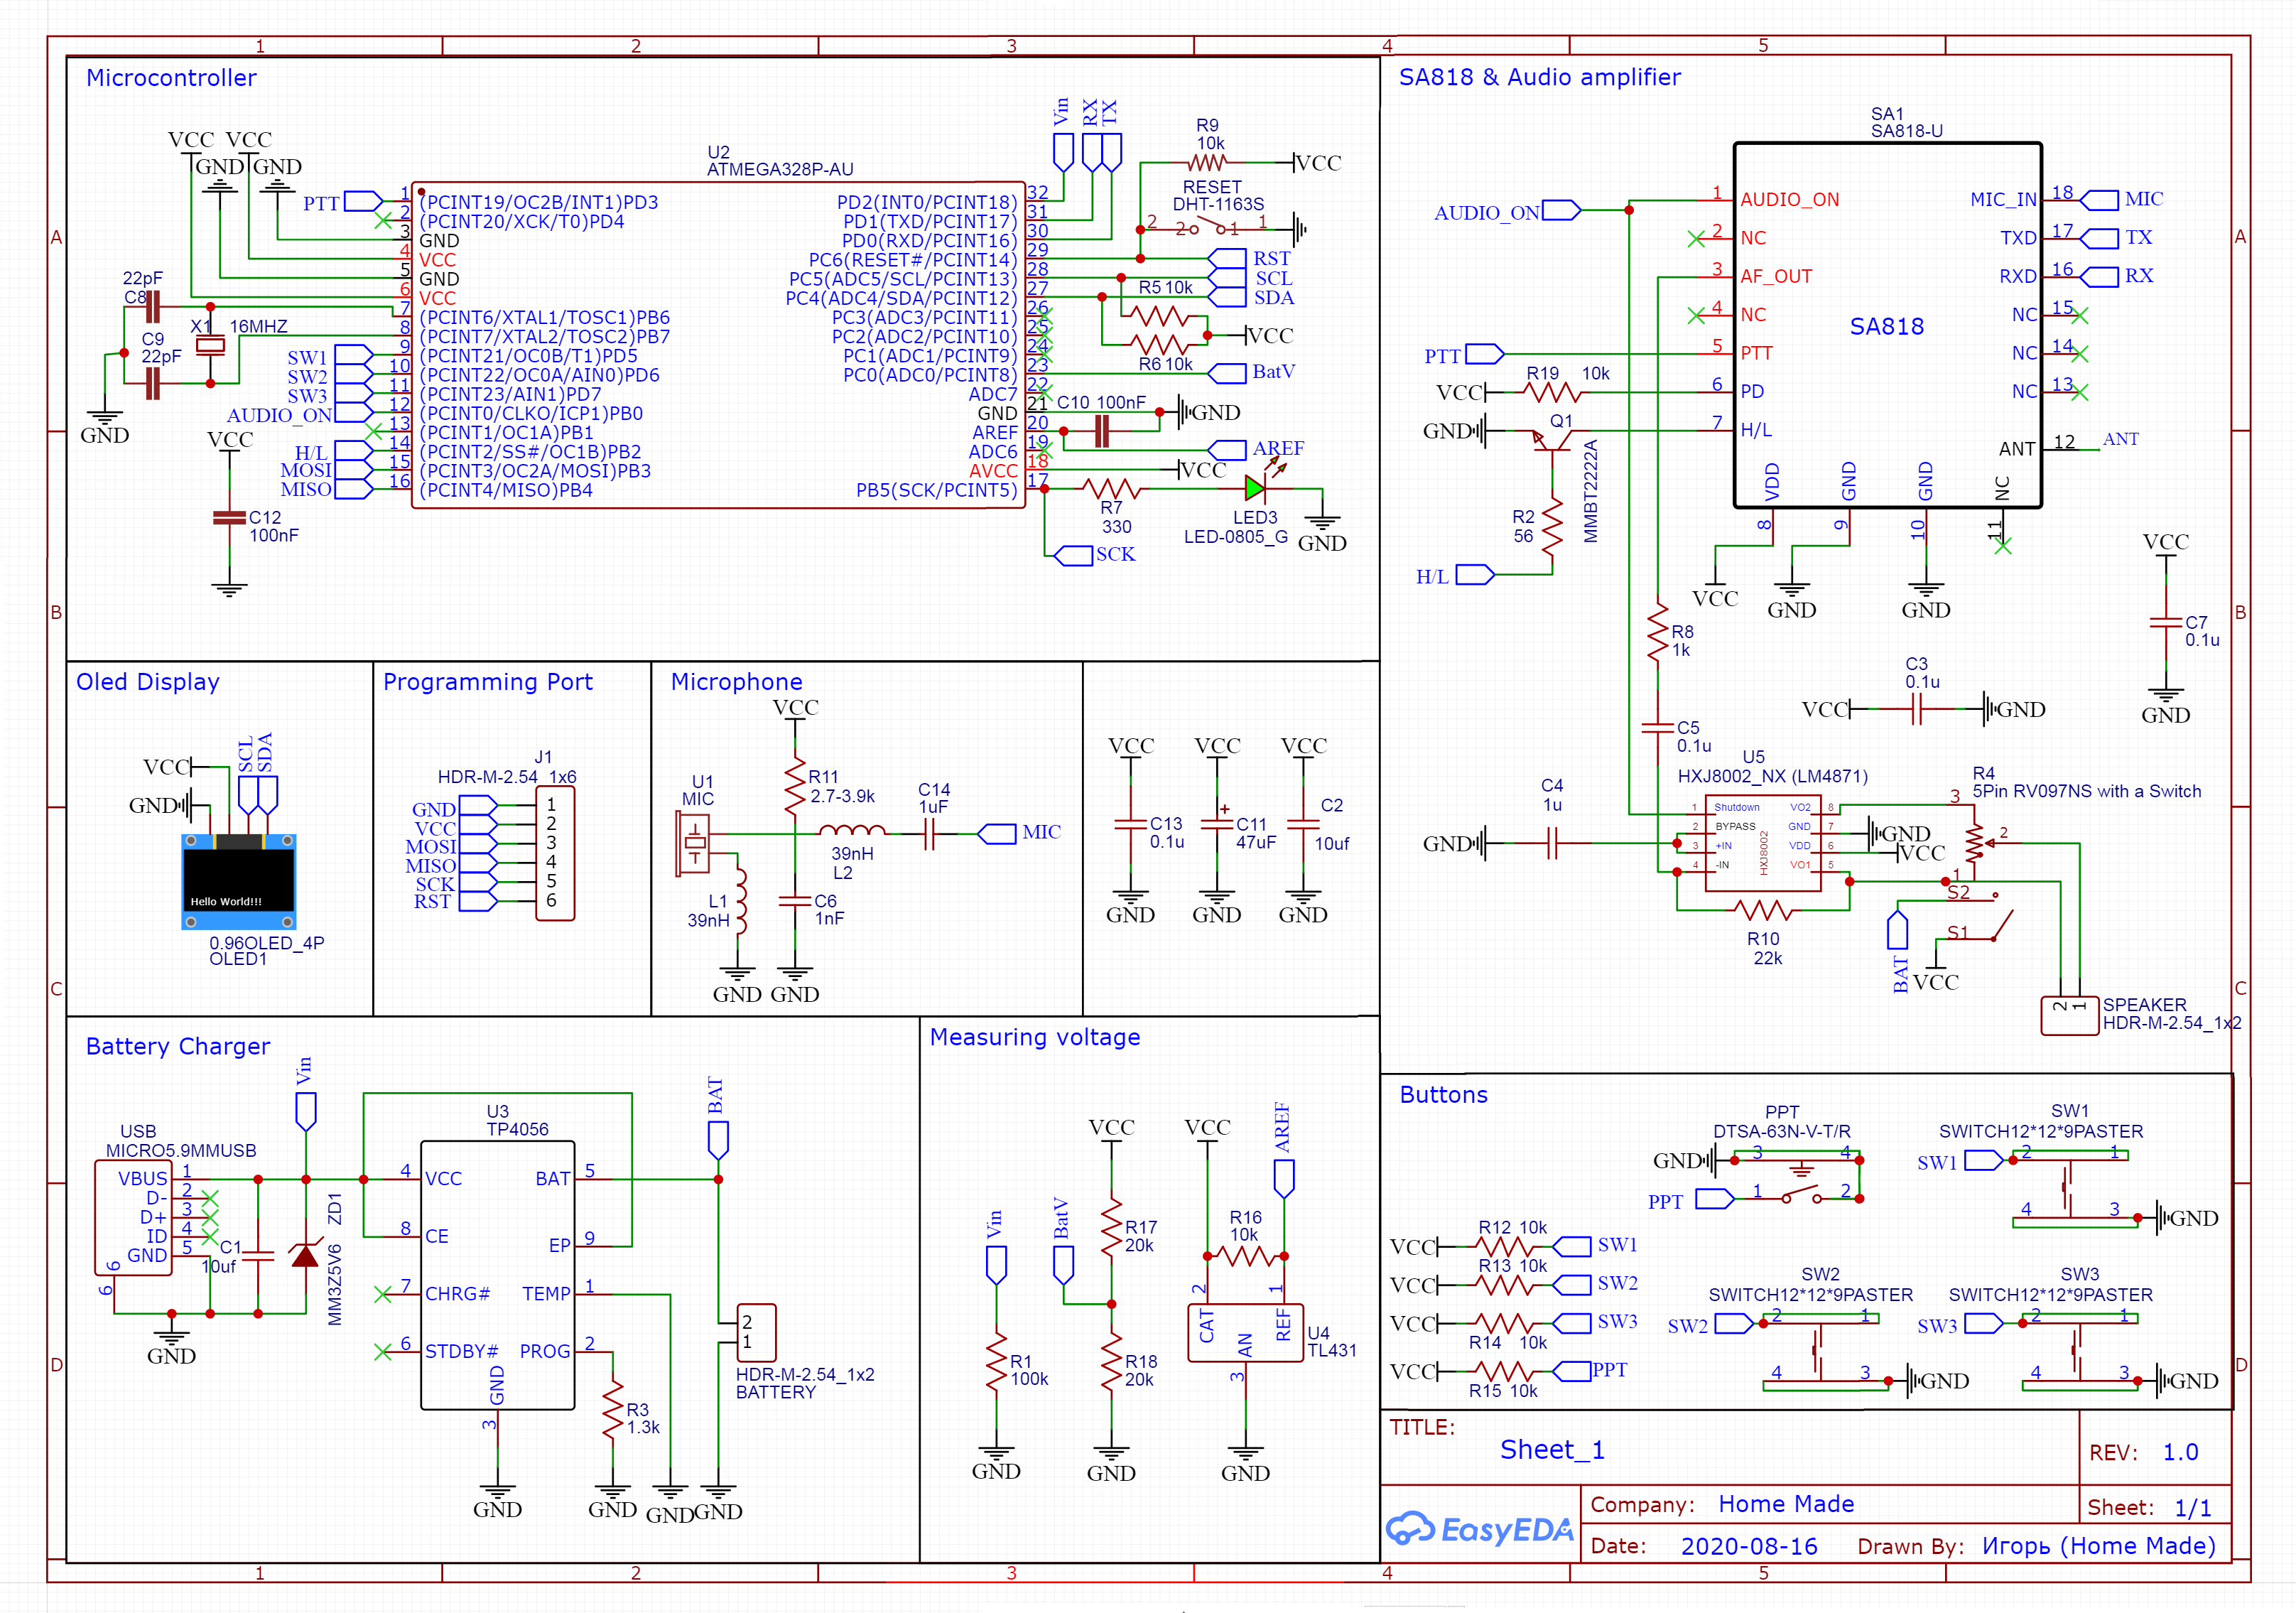 1 2 3 4 5
A
B
C
D
Microcontroller
VCC VCC
GND GND
PTT
U2
ATMEGA328P-AU
1 (PCINT19/OC2B/INT1)PD3
2 (PCINT20/XCK/T0)PD4
3 GND
4 VCC
5 GND
6 VCC
7 (PCINT6/XTAL1/TOSC1)PB6
8 (PCINT7/XTAL2/TOSC2)PB7
9 (PCINT21/OC0B/T1)PD5
10 (PCINT22/OC0A/AIN0)PD6
11 (PCINT23/AIN1)PD7
12 (PCINT0/CLKO/ICP1)PB0
13 (PCINT1/OC1A)PB1
14 (PCINT2/SS#/OC1B)PB2
15 (PCINT3/OC2A/MOSI)PB3
16 (PCINT4/MISO)PB4
PD2(INT0/PCINT18) 32
PD1(TXD/PCINT17) 31
PD0(RXD/PCINT16) 30
PC6(RESET#/PCINT14) 29
PC5(ADC5/SCL/PCINT13) 28
PC4(ADC4/SDA/PCINT12) 27
PC3(ADC3/PCINT11) 26
PC2(ADC2/PCINT10) 25
PC1(ADC1/PCINT9) 24
PC0(ADC0/PCINT8) 23
ADC7 22
GND 21
AREF 20
ADC6 19
AVCC 18
PB5(SCK/PCINT5) 17
22pF
C8
C9
22pF
X1 16MHZ
GND
SW1
SW2
SW3
AUDIO_ON
H/L
MOSI
MISO
VCC
C12
100nF
Vin RX TX
R9
10k
VCC
RESET
DHT-1163S
2 2 1 1
RST
SCL
SDA
R5 10k
VCC
R6 10k
BatV
C10 100nF
GND
AREF
VCC
R7
330
LED3
LED-0805_G
GND
SCK
SA818 & Audio amplifier
SA1
SA818-U
SA818
AUDIO_ON
PTT
1 AUDIO_ON
2 NC
3 AF_OUT
4 NC
5 PTT
6 PD
7 H/L
MIC_IN 18 MIC
TXD 17 TX
RXD 16 RX
NC 15
NC 14
NC 13
ANT 12 ANT
VDD 8
GND 9
GND 10
NC 11
VCC
R19 10k
GND
Q1
MMBT2222A
R2
56
H/L
VCC
GND
GND
R8
1k
VCC
C7
0.1u
GND
C3
0.1u
VCC
GND
C5
0.1u
C4
1u
GND
U5
HXJ8002_NX (LM4871)
HXJ8002
1 Shutdown VO2 8
2 BYPASS GND 7
3 +IN VDD 6
4 -IN VO1 5
GND
VCC
R4
5Pin RV097NS with a Switch
3
2
1
S2
S1
BAT
VCC
R10
22k
2 1
SPEAKER
HDR-M-2.54_1x2
Oled Display
VCC
GND
SCL SDA
Hello World!!!
0.96OLED_4P
OLED1
Programming Port
J1
HDR-M-2.54_1x6
GND 1
VCC 2
MOSI 3
MISO 4
SCK 5
RST 6
Microphone
VCC
U1
MIC
R11
2.7-3.9k
C14
1uF
MIC
39nH
L2
L1
39nH
C6
1nF
GND GND
VCC VCC VCC
C13
0.1u
C11
47uF
C2
10uf
GND GND GND
Battery Charger
Vin
BAT
USB
MICRO5.9MMUSB
VBUS 1
D- 2
D+ 3
ID 4
GND 5
6 6
C1
10uf
ZD1
MM3Z5V6
GND
U3
TP4056
4 VCC
8 CE
7 CHRG#
6 STDBY#
BAT 5
EP 9
TEMP 1
PROG 2
GND 3
R3
1.3k
2
1
HDR-M-2.54_1x2
BATTERY
GND GND GND GND
Measuring voltage
Vin
BatV
VCC VCC
AREF
R17
20k
R16
10k
R1
100k
R18
20k
2 1
CAT AN REF
3
U4
TL431
GND GND GND
Buttons
PPT
DTSA-63N-V-T/R
GND 3 4
PPT 1 2
SW1
SWITCH12*12*9PASTER
SW1 2 1
4 3 GND
VCC R12 10k SW1
VCC R13 10k SW2
VCC R14 10k SW3
VCC R15 10k PPT
SW2
SWITCH12*12*9PASTER
SW2 2 1
4 3 GND
SW3
SWITCH12*12*9PASTER
SW3 2 1
4 3 GND
TITLE:
Sheet_1
REV: 1.0
EasyEDA
Company: Home Made
Sheet: 1/1
Date: 2020-08-16
Drawn By: Игорь (Home Made)
A
B
C
D
1 2 3 4 5